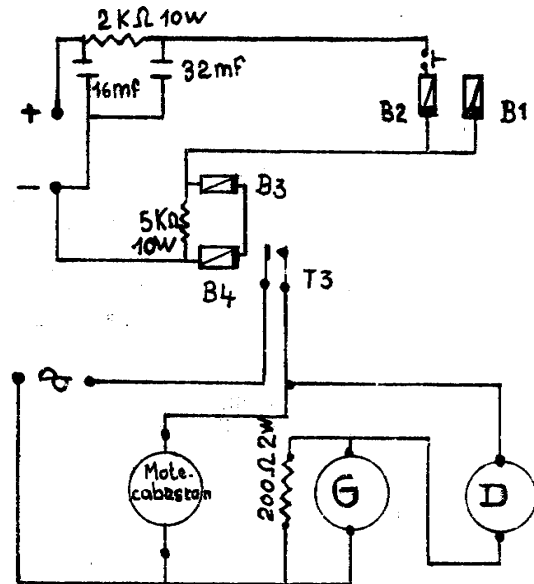 2KΩ 10W
16mf
32mf
+
B2
B1
−
B3
5KΩ
10W
B4
T3
200Ω 2W
Mote.
cabestan
G
D